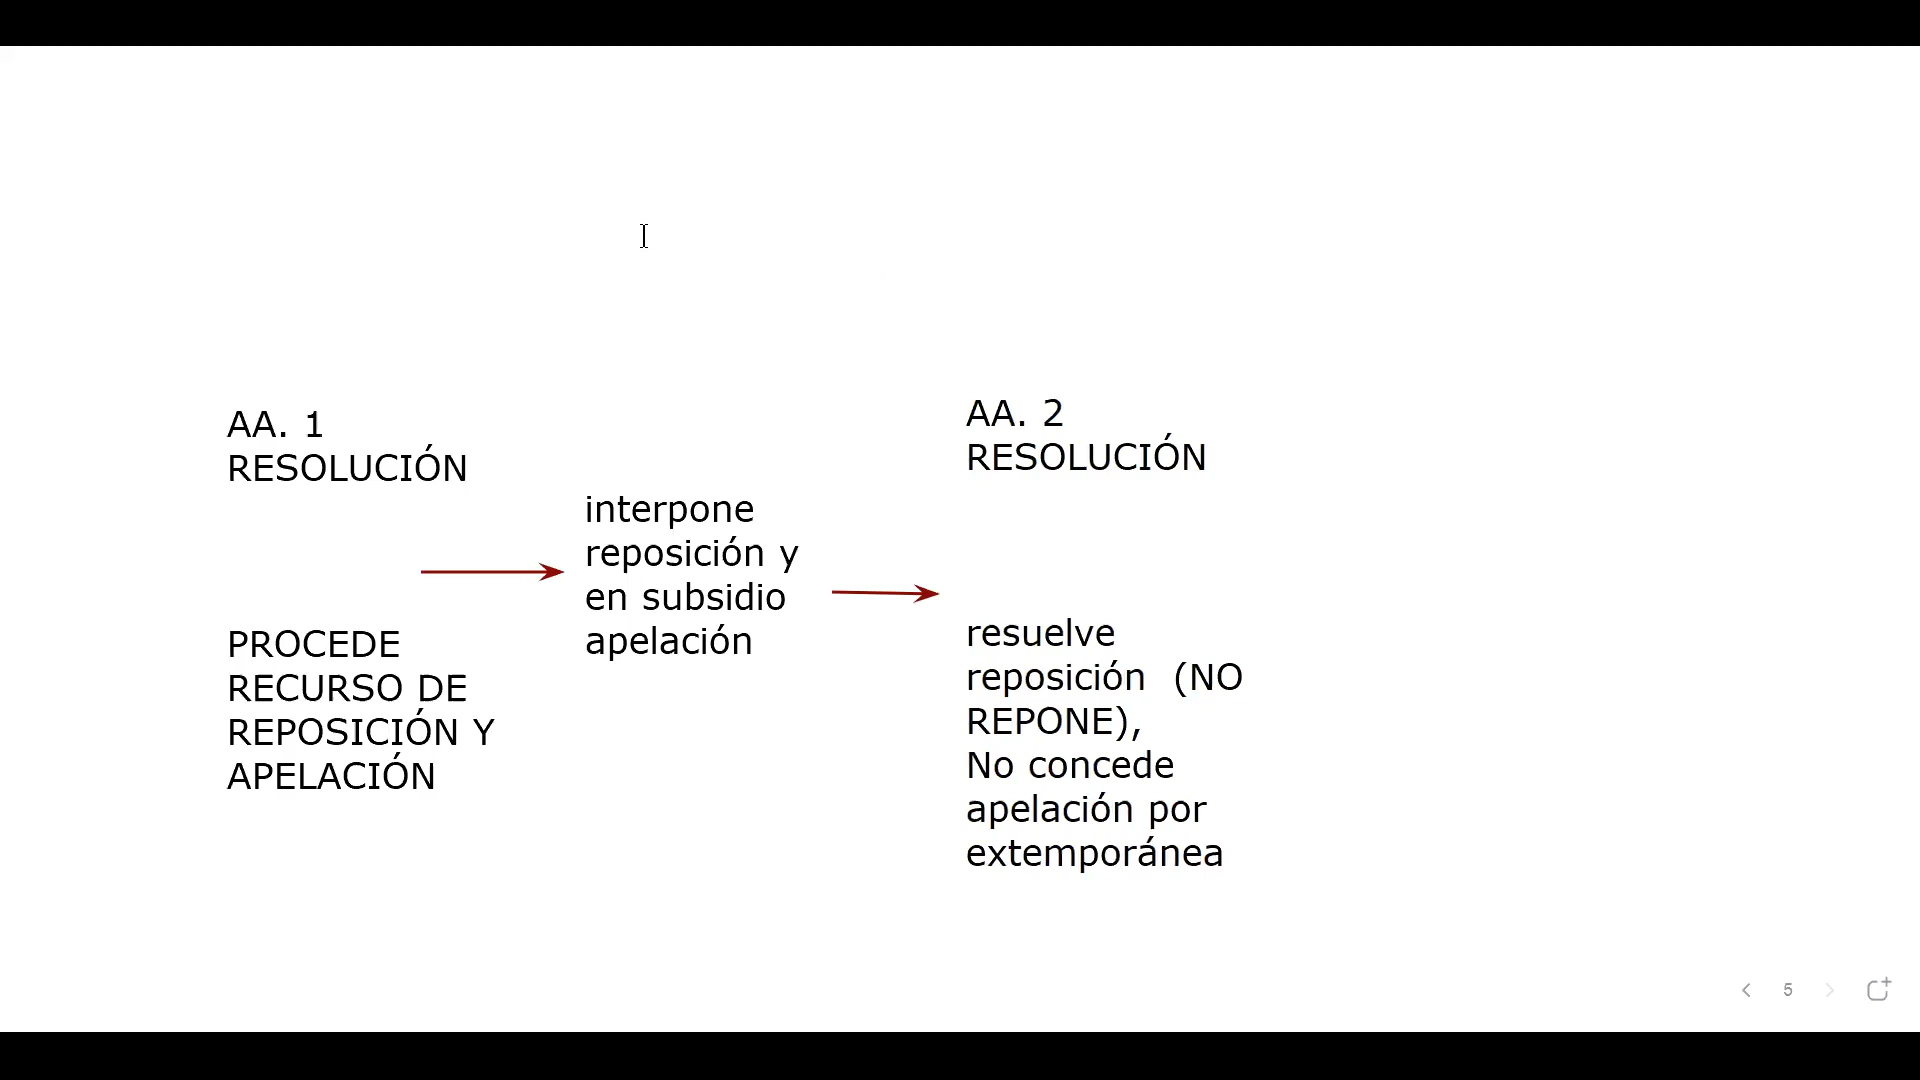 AA. 1
RESOLUCIÓN
PROCEDE
RECURSO DE
REPOSICIÓN Y
APELACIÓN
interpone
reposición y
en subsidio
apelación
AA. 2
RESOLUCIÓN
resuelve
reposición (NO
REPONE),
No concede
apelación por
extemporánea
5